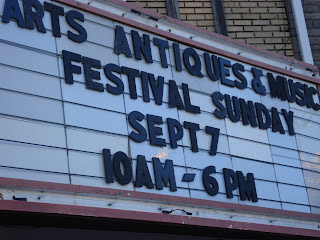 ARTS ANTIQUES & MUSIC
FESTIVAL SUNDAY
SEPT 7
10AM-6PM